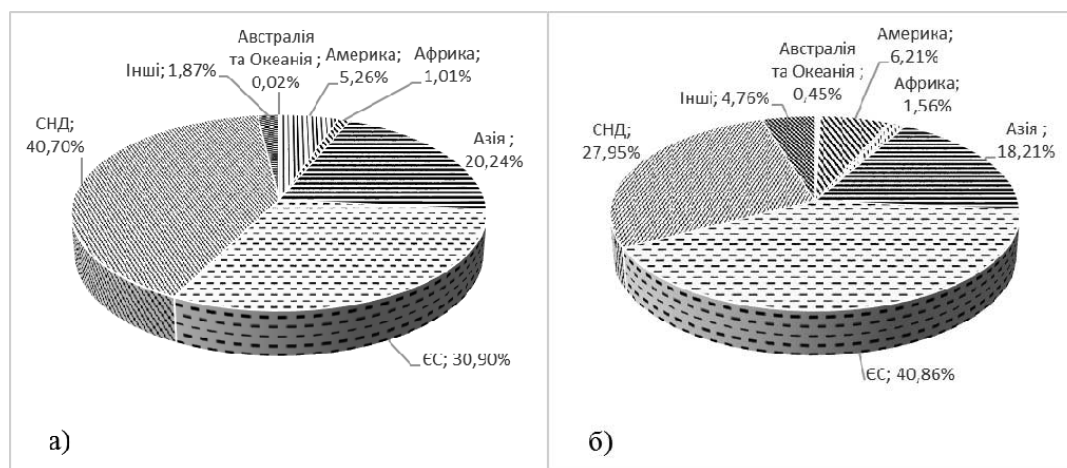 Австралія
та Океанія ;
0,02%
Америка;
5,26%
Африка;
1,01%
Інші ; 1,87%
СНД;
40,70%
Азія ;
20,24%
ЄС; 30,90%
а)
Австралія
та Океанія ;
0,45%
Америка;
6,21%
Африка;
1,56%
Інші; 4,76%
СНД;
27,95%
Азія ;
18,21%
ЄС; 40,86%
б)